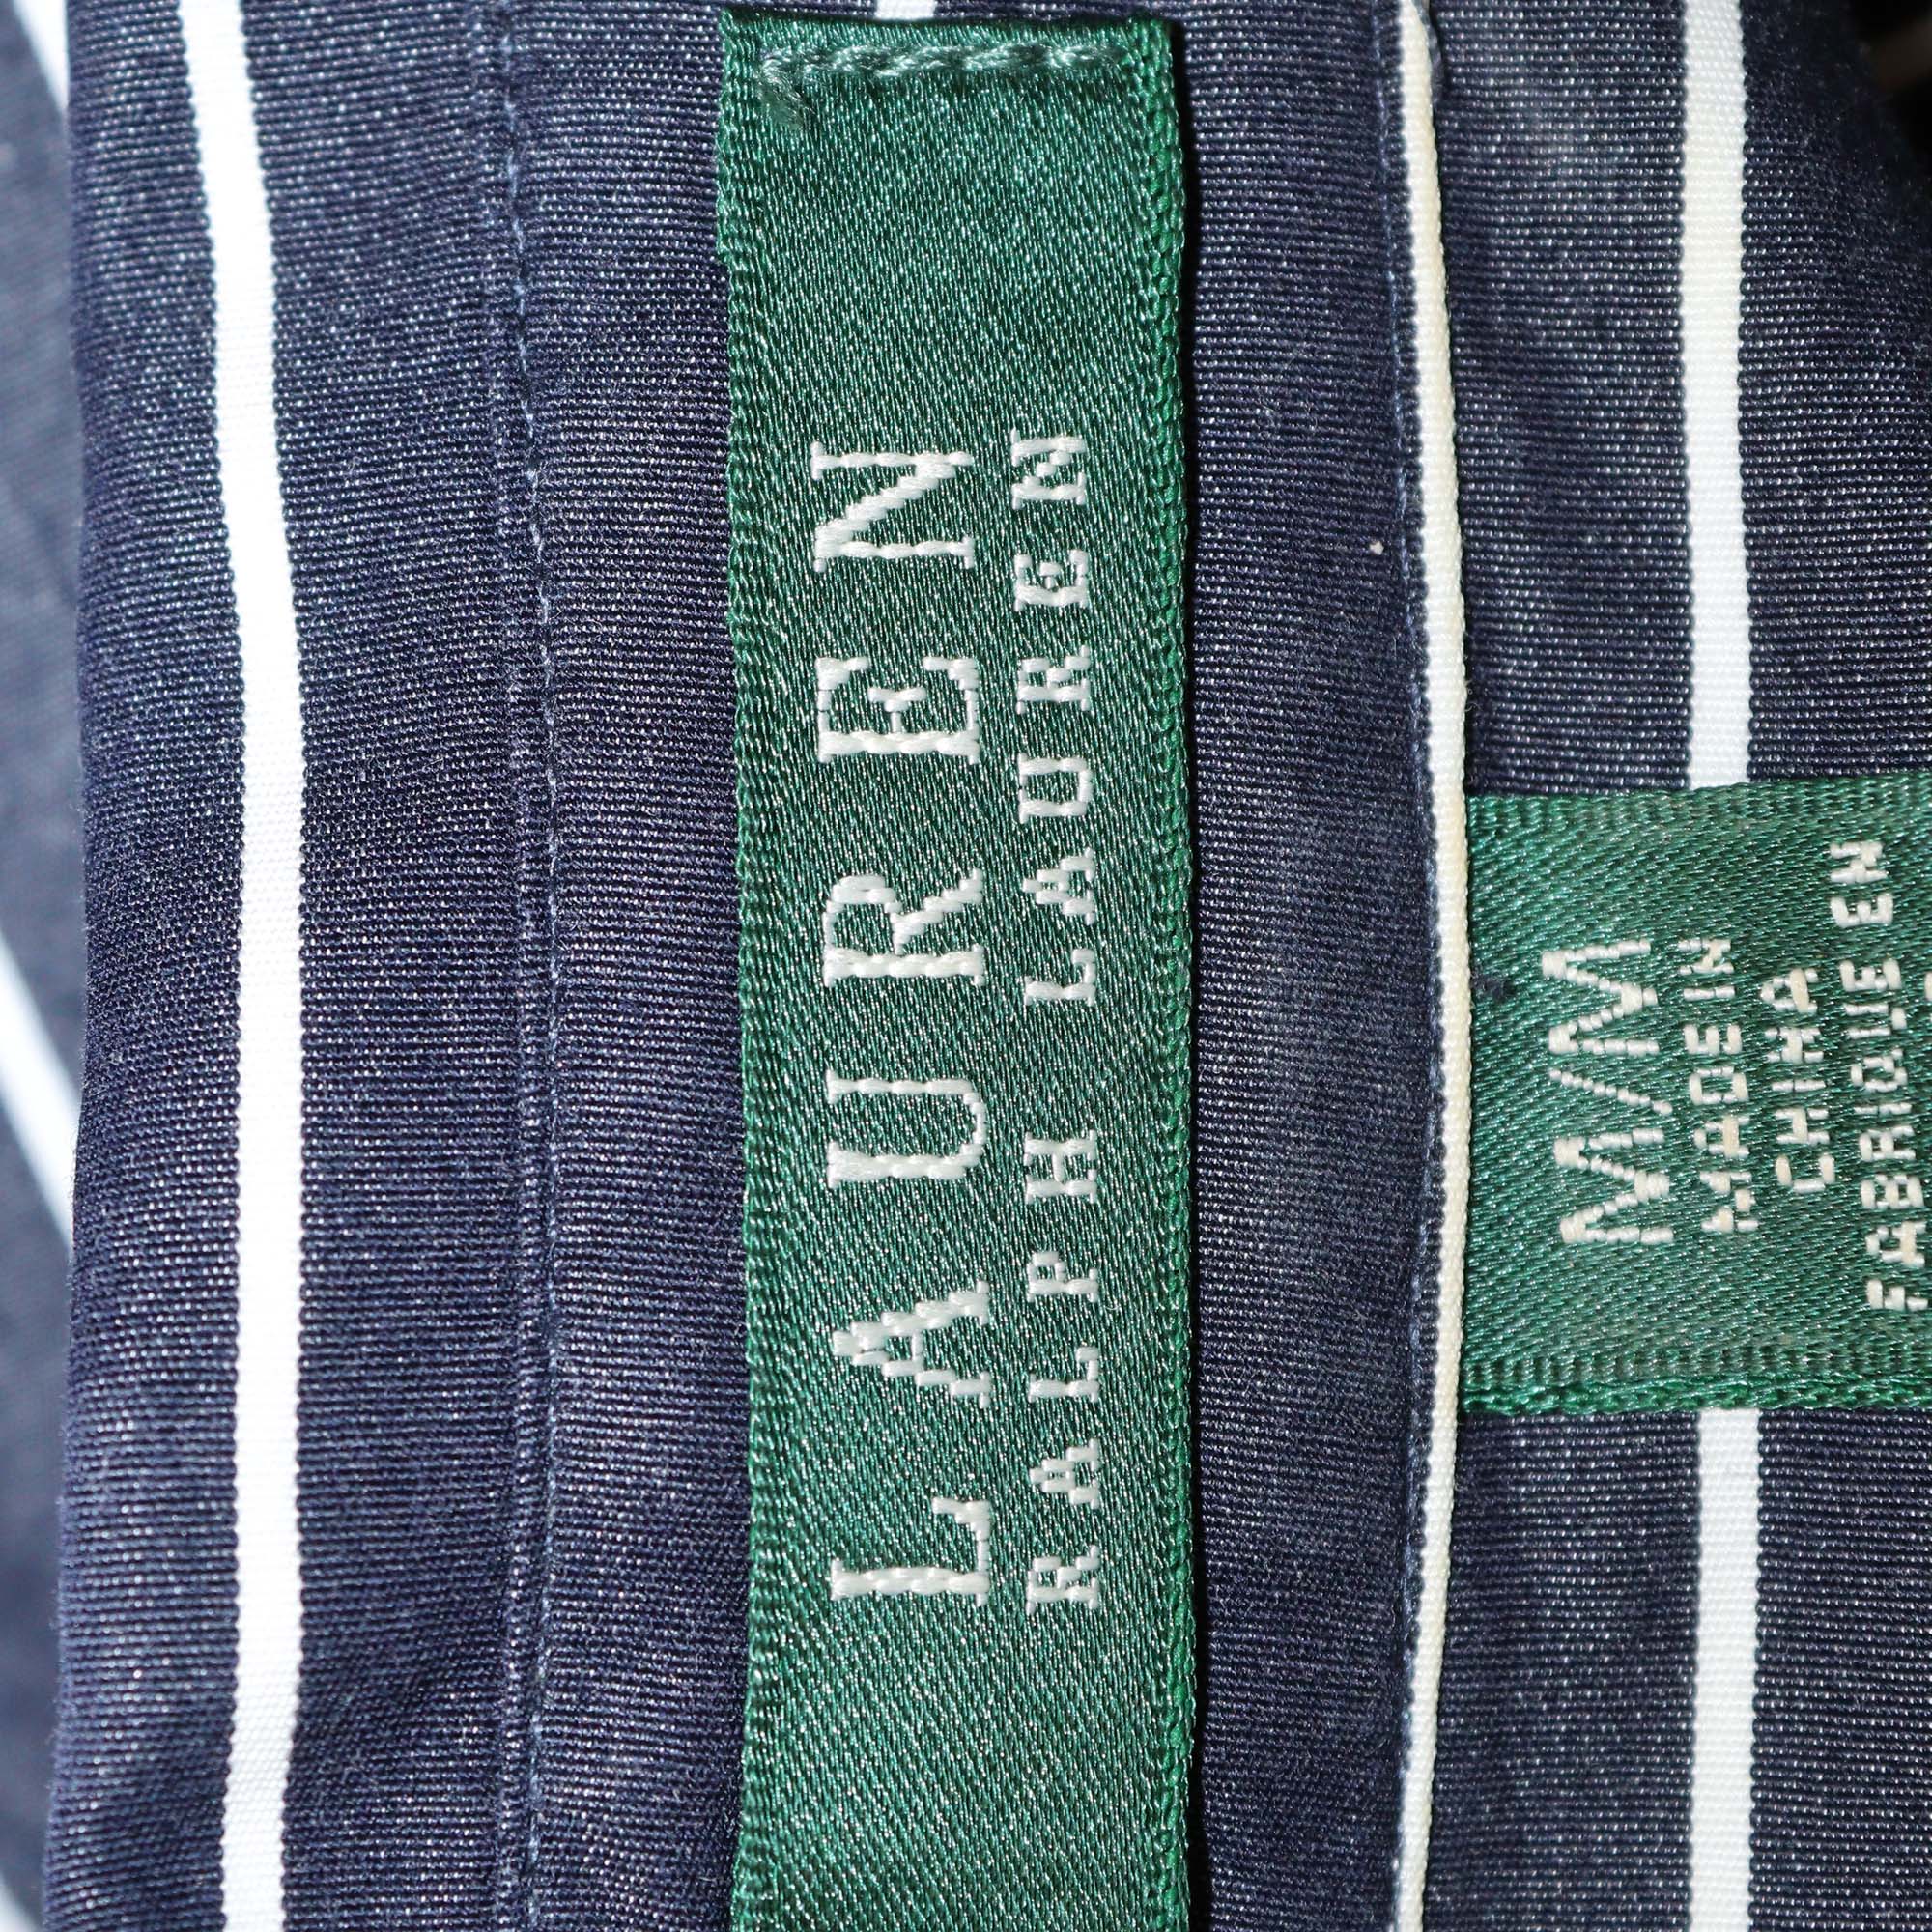 LAUREN
RALPH LAUREN
M/M
MADE IN
CHINA
FABRIQUE EN